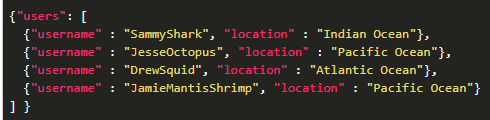 {"users": [
  {"username" : "SammyShark", "location" : "Indian Ocean"},
  {"username" : "JesseOctopus", "location" : "Pacific Ocean"},
  {"username" : "DrewSquid", "location" : "Atlantic Ocean"},
  {"username" : "JamieMantisShrimp", "location" : "Pacific Ocean"}
] }